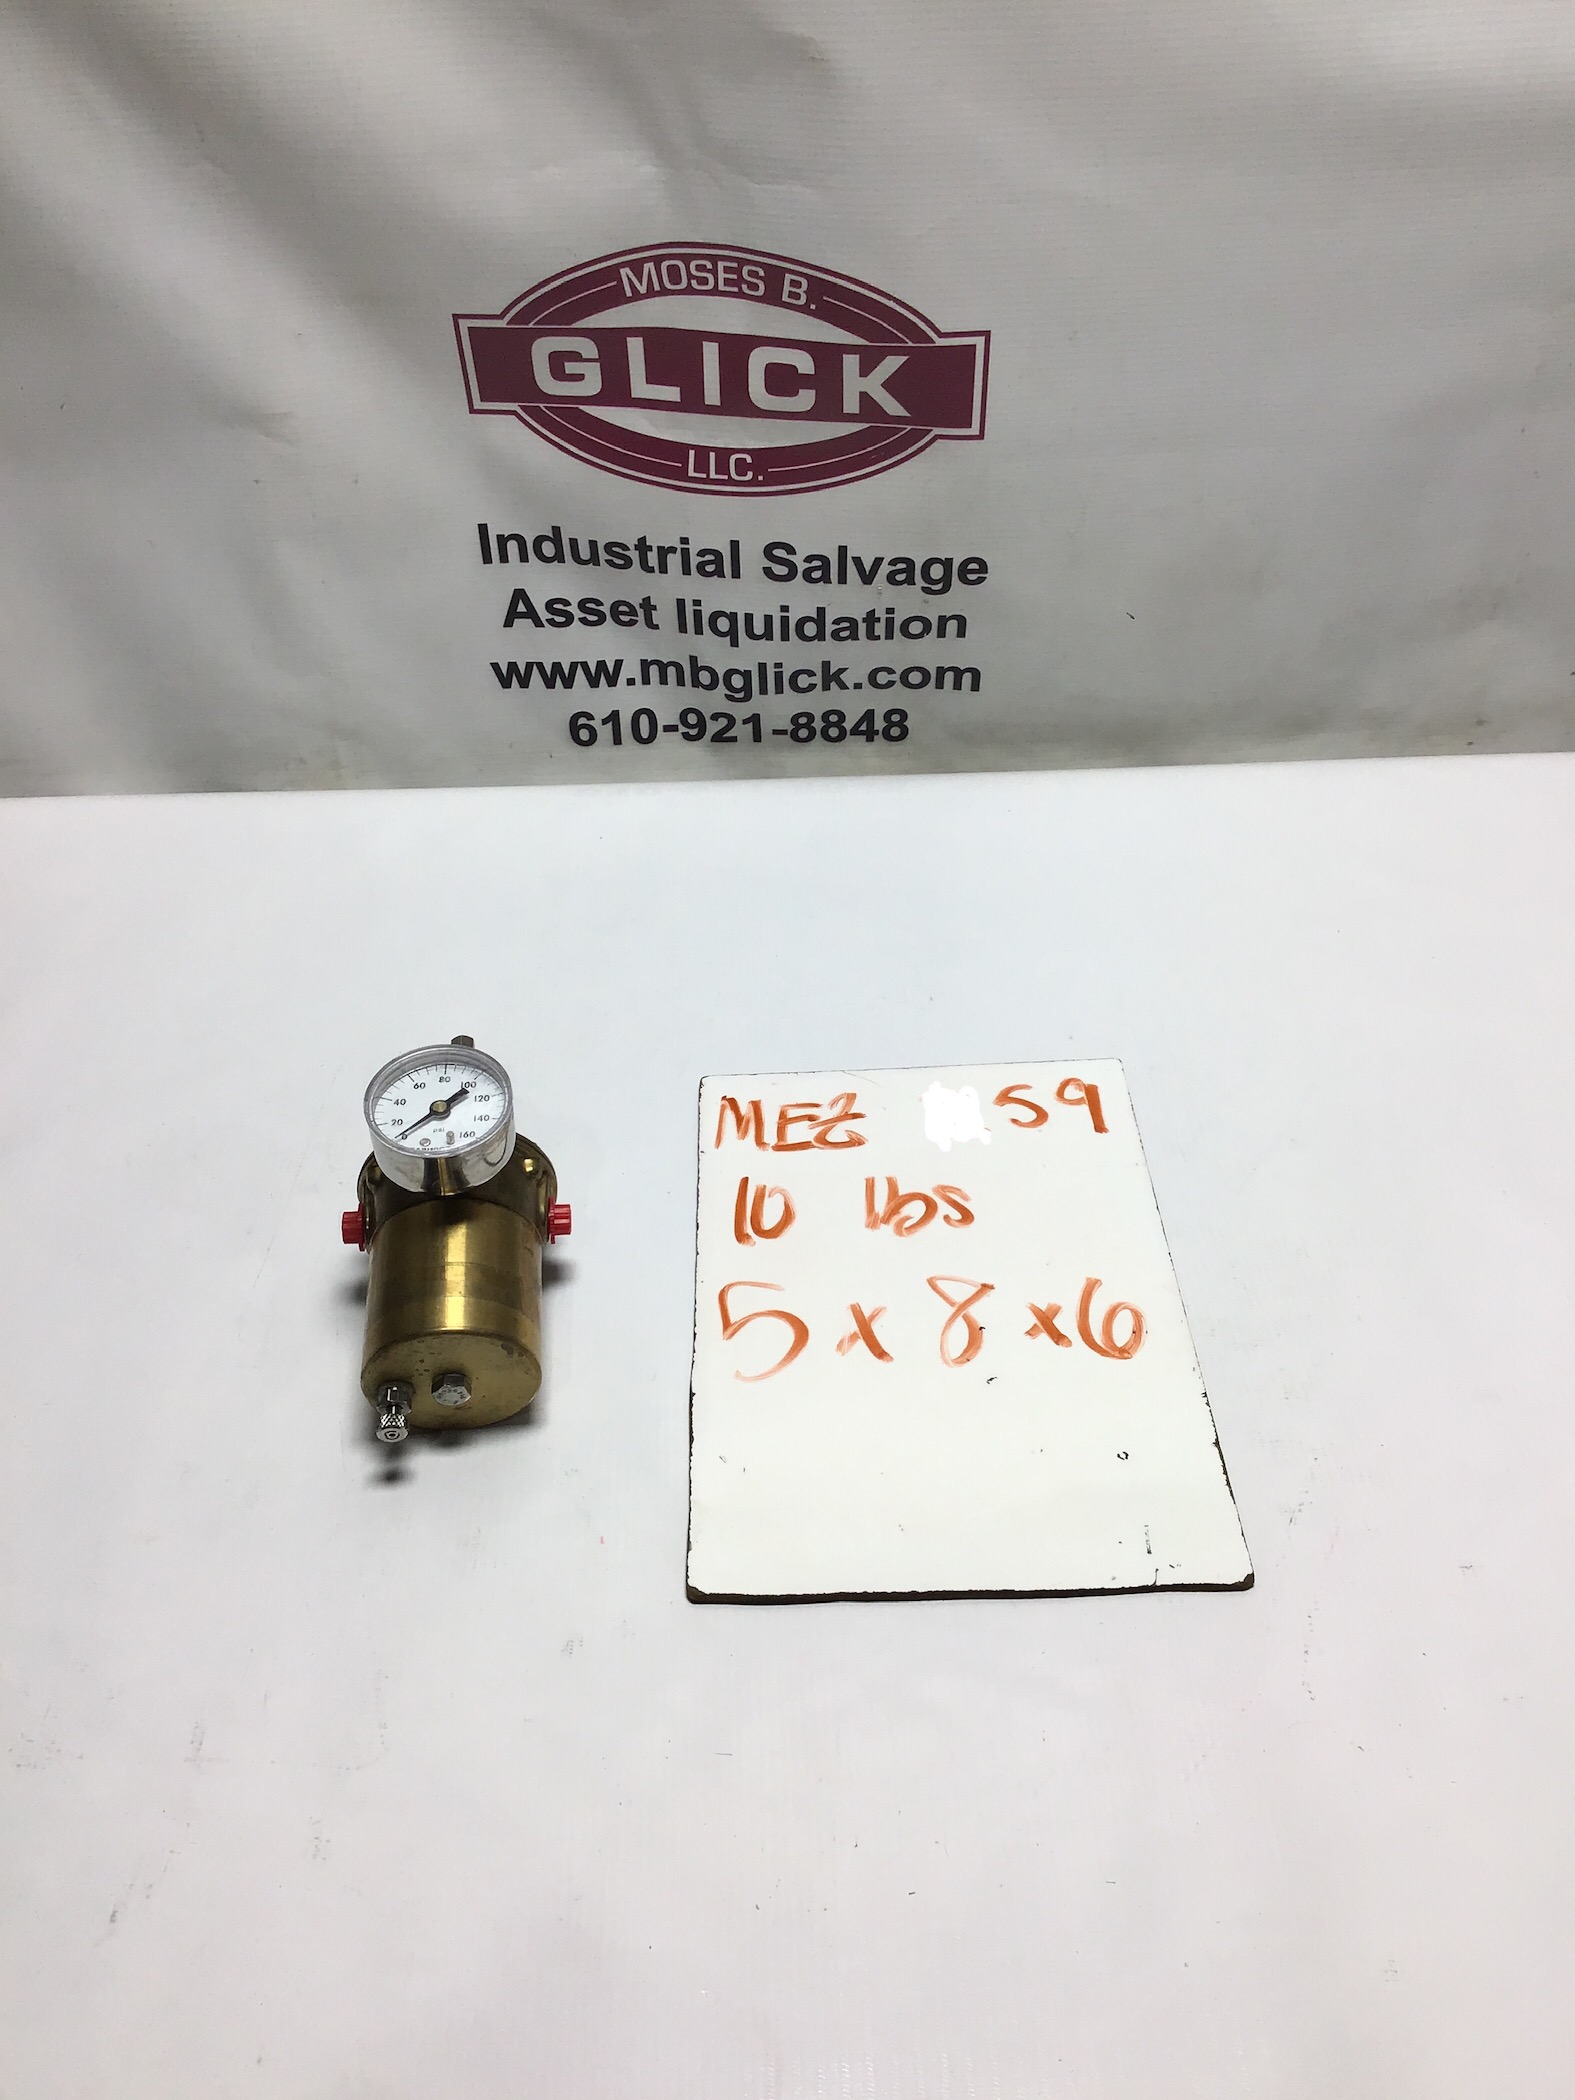 MOSES B.
GLICK
LLC.
Industrial Salvage
Asset liquidation
www.mbglick.com
610-921-8848
0 20 40 60 80 100 120 140 160
psi
MEZ 59
10 lbs
5 x 8 x 6